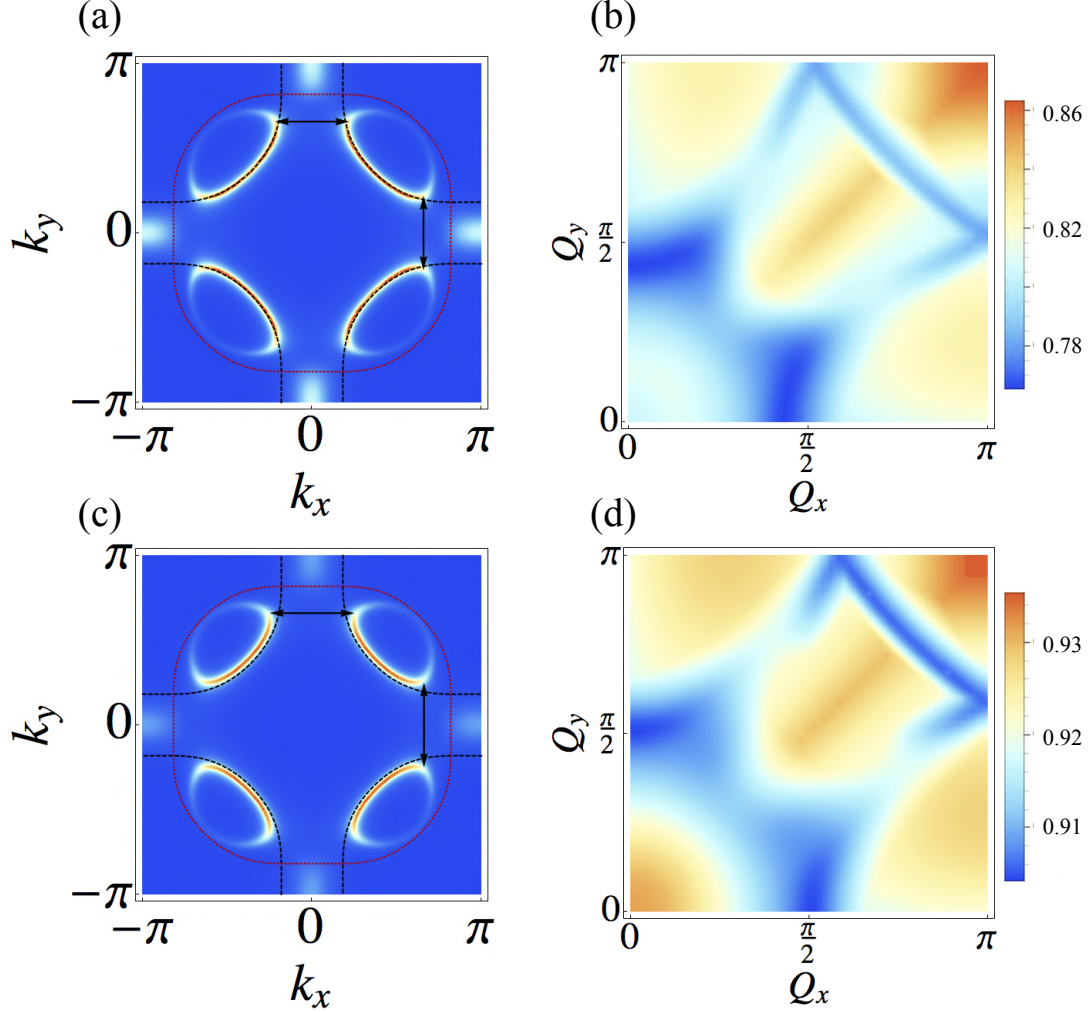 (a)
π
k_y
0
−π
−π 0 π
k_x
(b)
π
Q_y π/2
0
0 π/2 π
Q_x
0.86
0.82
0.78
(c)
π
k_y
0
−π
−π 0 π
k_x
(d)
π
Q_y π/2
0
0 π/2 π
Q_x
0.93
0.92
0.91